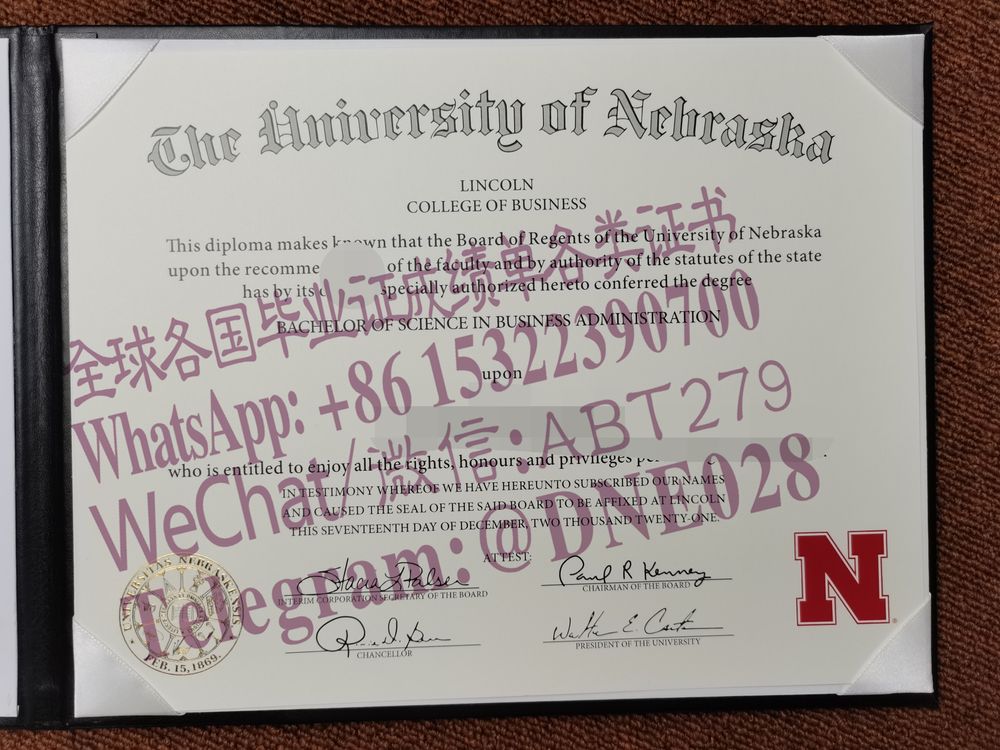 The University of Nebraska
LINCOLN
COLLEGE OF BUSINESS
This diploma makes known that the Board of Regents of the University of Nebraska
upon the recomme of the faculty and by authority of the statutes of the state
has by its specially authorized hereto conferred the degree
BACHELOR OF SCIENCE IN BUSINESS ADMINISTRATION
upon
who is entitled to enjoy all the rights, honours and privileges
IN TESTIMONY WHEREOF WE HAVE HEREUNTO SUBSCRIBED OUR NAMES
AND CAUSED THE SEAL OF THE SAID BOARD TO BE AFFIXED AT LINCOLN
THIS SEVENTEENTH DAY OF DECEMBER, TWO THOUSAND TWENTY-ONE.
ATTEST:
INTERIM CORPORATION SECRETARY OF THE BOARD
Paul R Kenney
CHAIRMAN OF THE BOARD
CHANCELLOR
Walter E. Carter
PRESIDENT OF THE UNIVERSITY
UNIVERSITAS NEBRASKENSIS
FEB. 15, 1869.
N
全球各国毕业证成绩单各类证书
WhatsApp: +86 15322390700
WeChat/微信:ABT279
Telegram:@DNE028